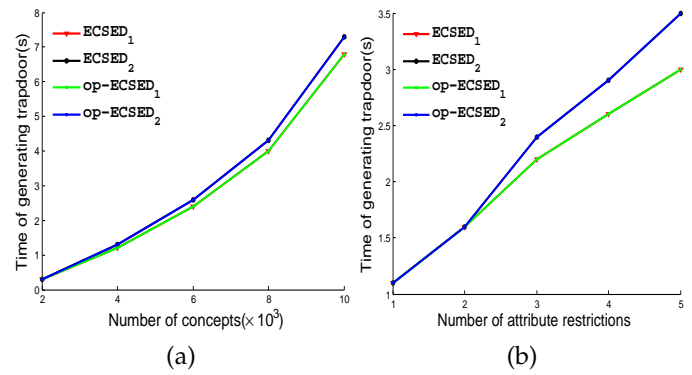 ECSED₁
ECSED₂
op-ECSED₁
op-ECSED₂
Time of generating trapdoor(s)
8
7
6
5
4
3
2
1
0
2
4
6
8
10
Number of concepts(× 10³)
(a)
ECSED₁
ECSED₂
op-ECSED₁
op-ECSED₂
Time of generating trapdoor(s)
3.5
3
2.5
2
1.5
1
1
2
3
4
5
Number of attribute restrictions
(b)